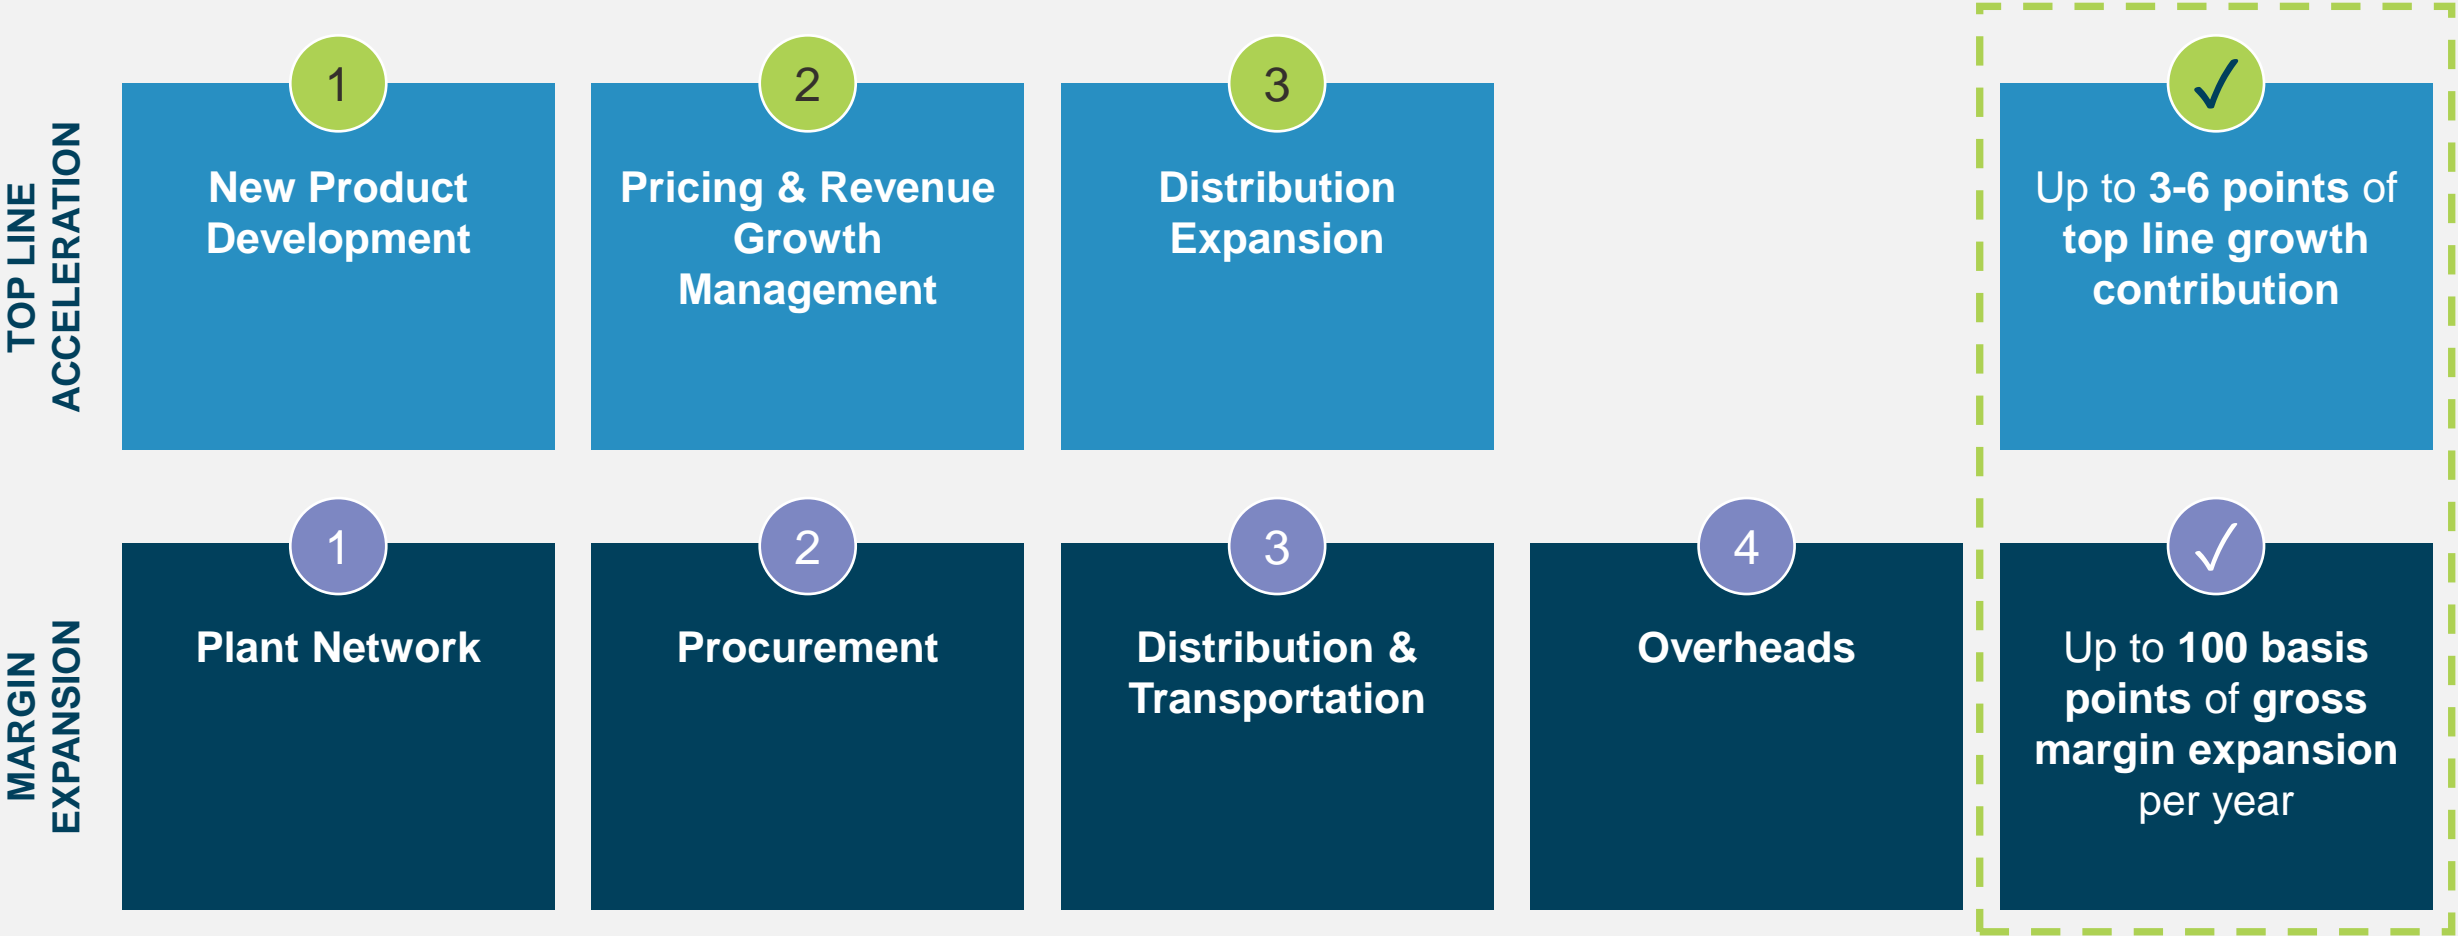 TOP LINE
ACCELERATION
1
New Product
Development
2
Pricing & Revenue
Growth
Management
3
Distribution
Expansion
✓
Up to 3-6 points of
top line growth
contribution
MARGIN
EXPANSION
1
Plant Network
2
Procurement
3
Distribution &
Transportation
4
Overheads
✓
Up to 100 basis
points of gross
margin expansion
per year